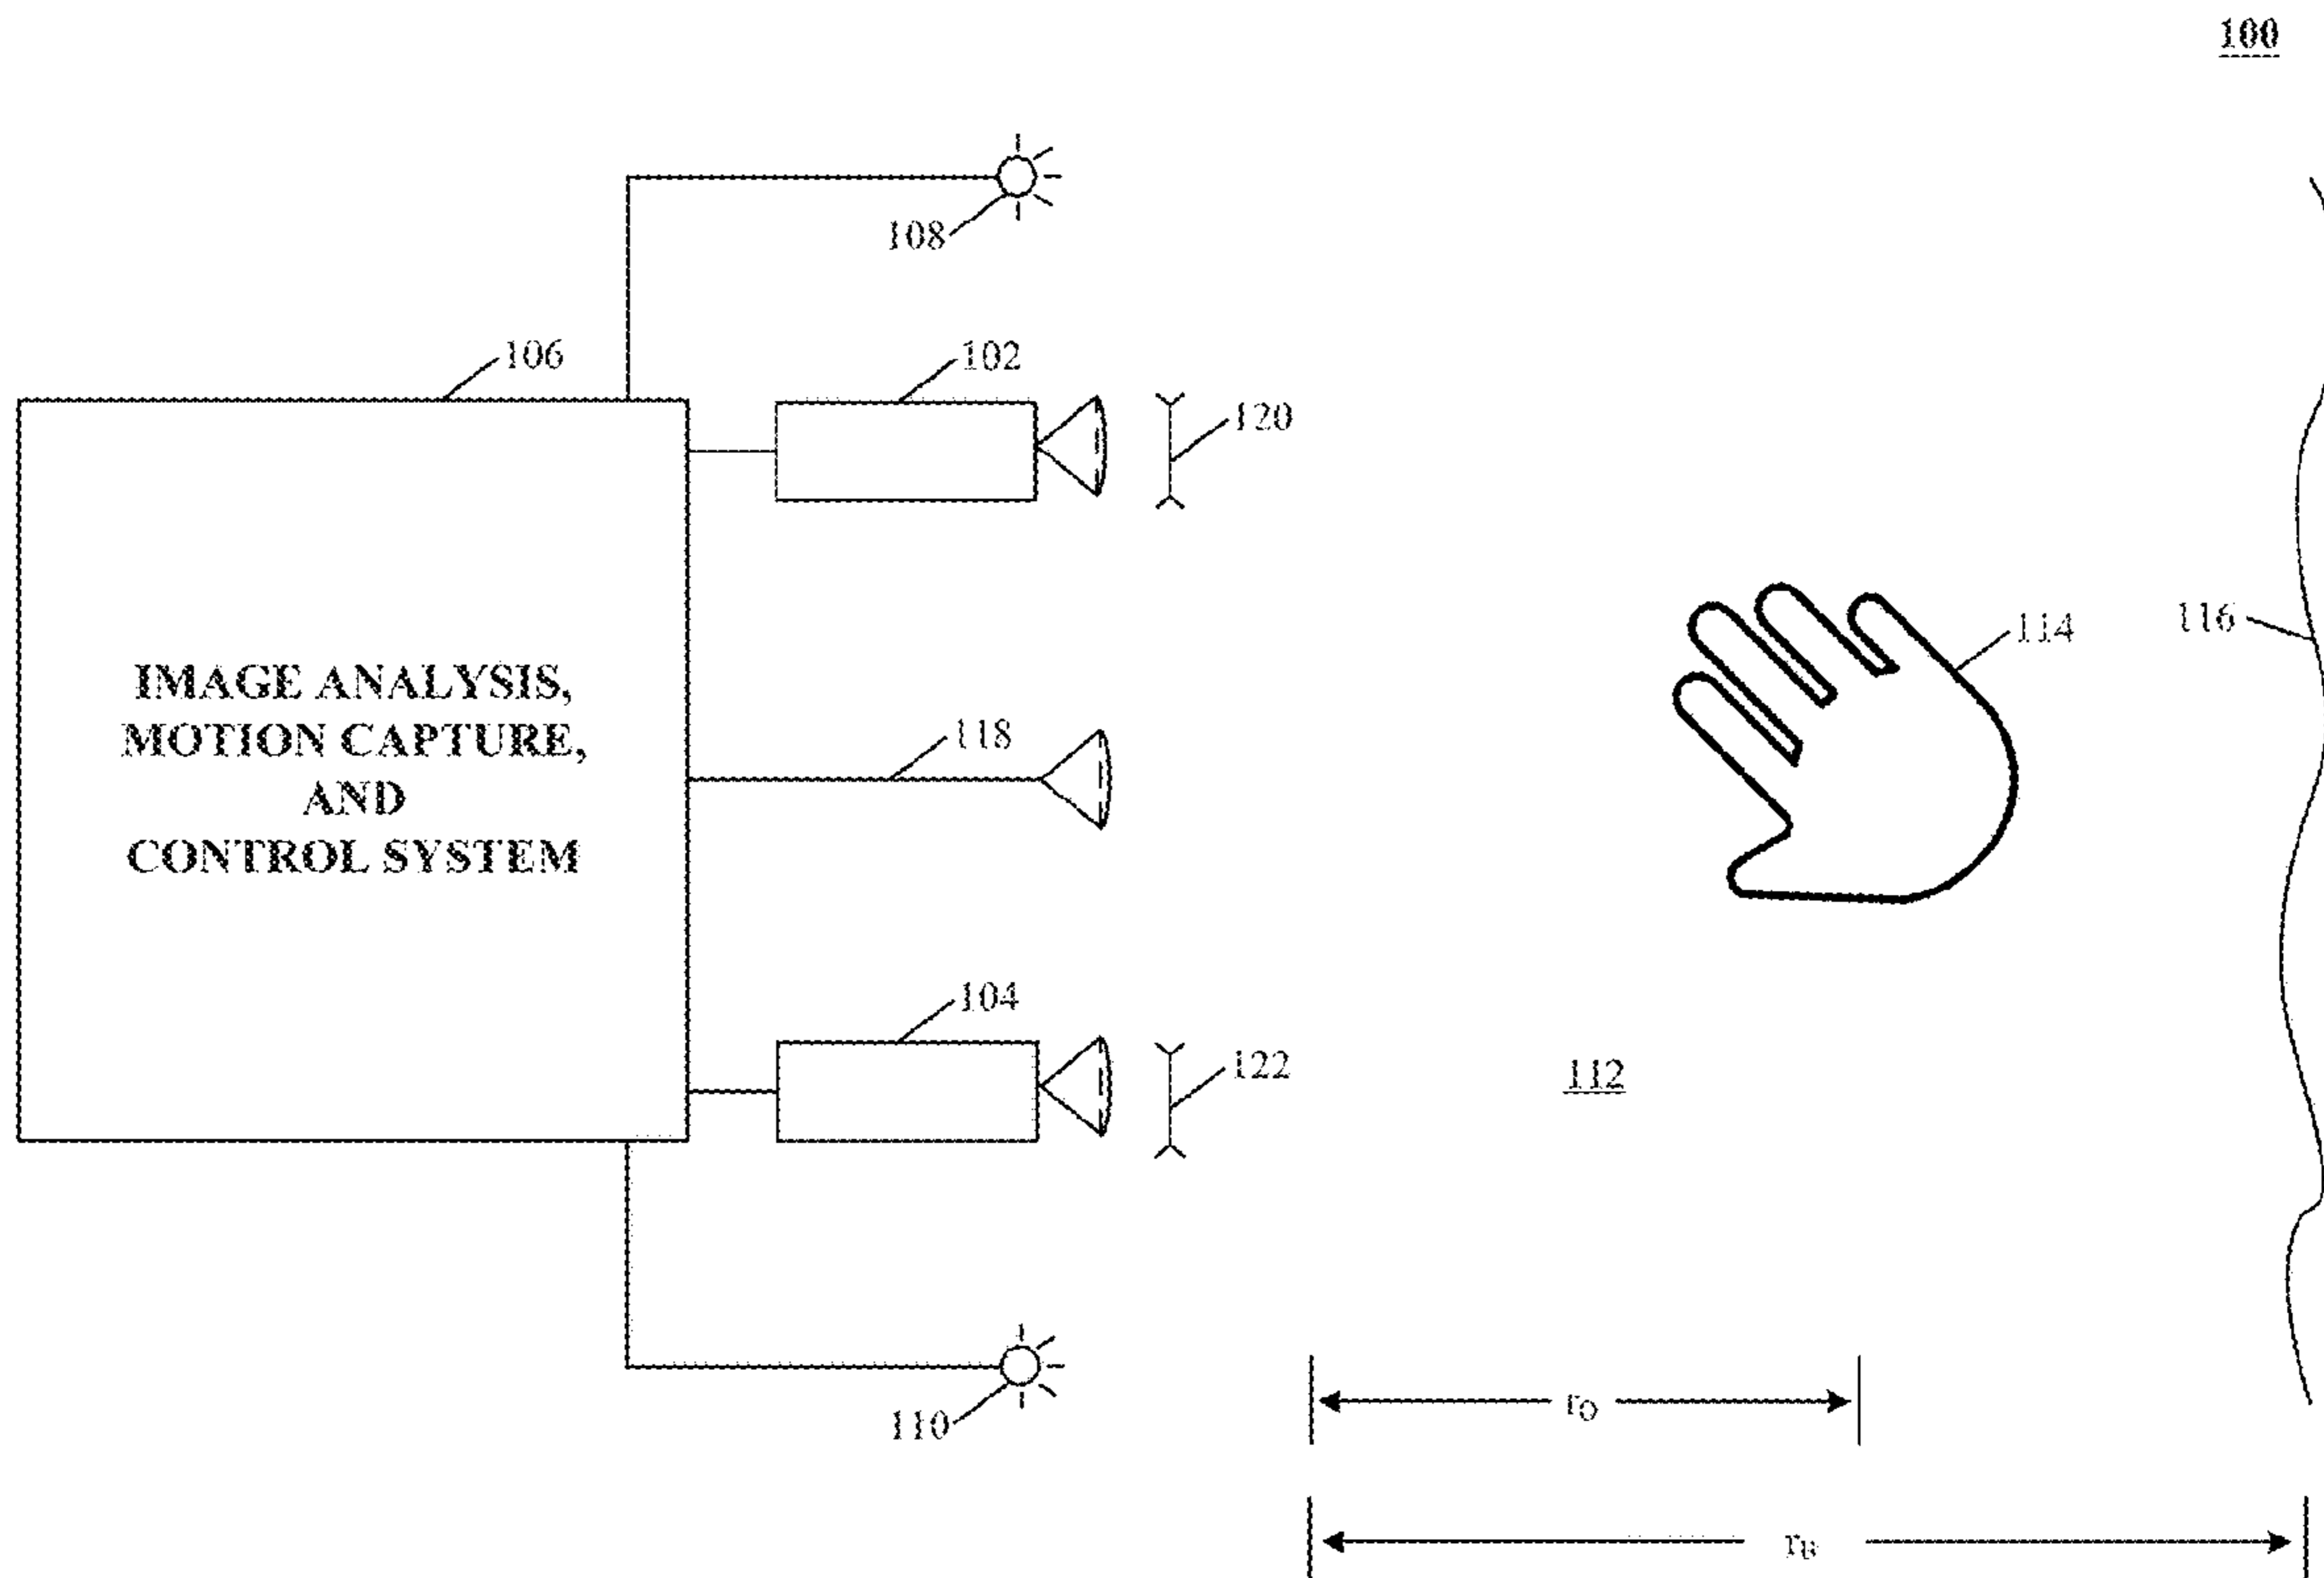 100
108
106
102
120
IMAGE ANALYSIS,
MOTION CAPTURE,
AND
CONTROL SYSTEM
118
114
116
104
122
112
110
rO
rB